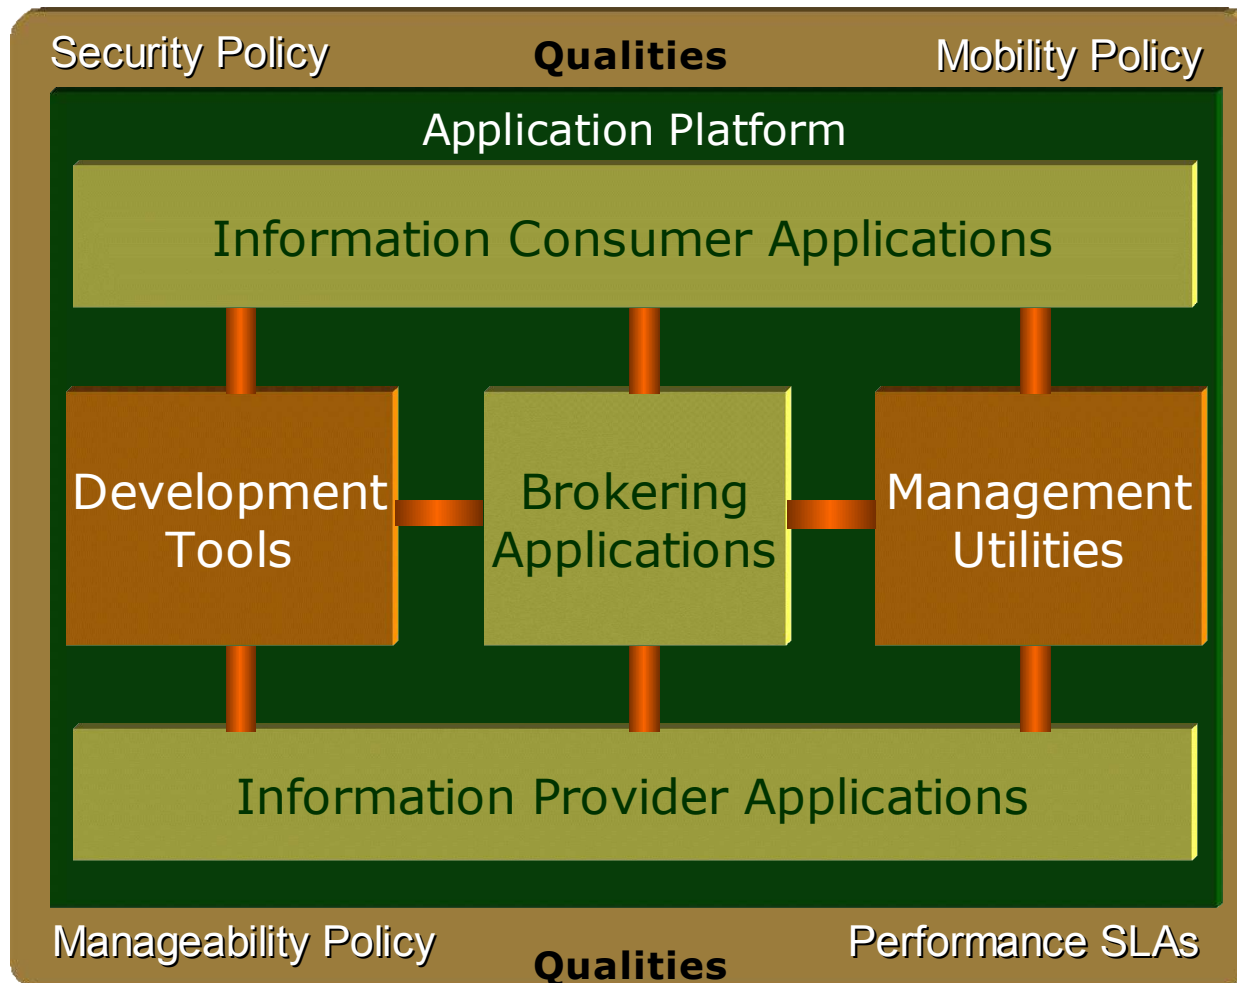 Security Policy
Qualities
Mobility Policy
Application Platform
Information Consumer Applications
Development
Tools
Brokering
Applications
Management
Utilities
Information Provider Applications
Manageability Policy
Qualities
Performance SLAs